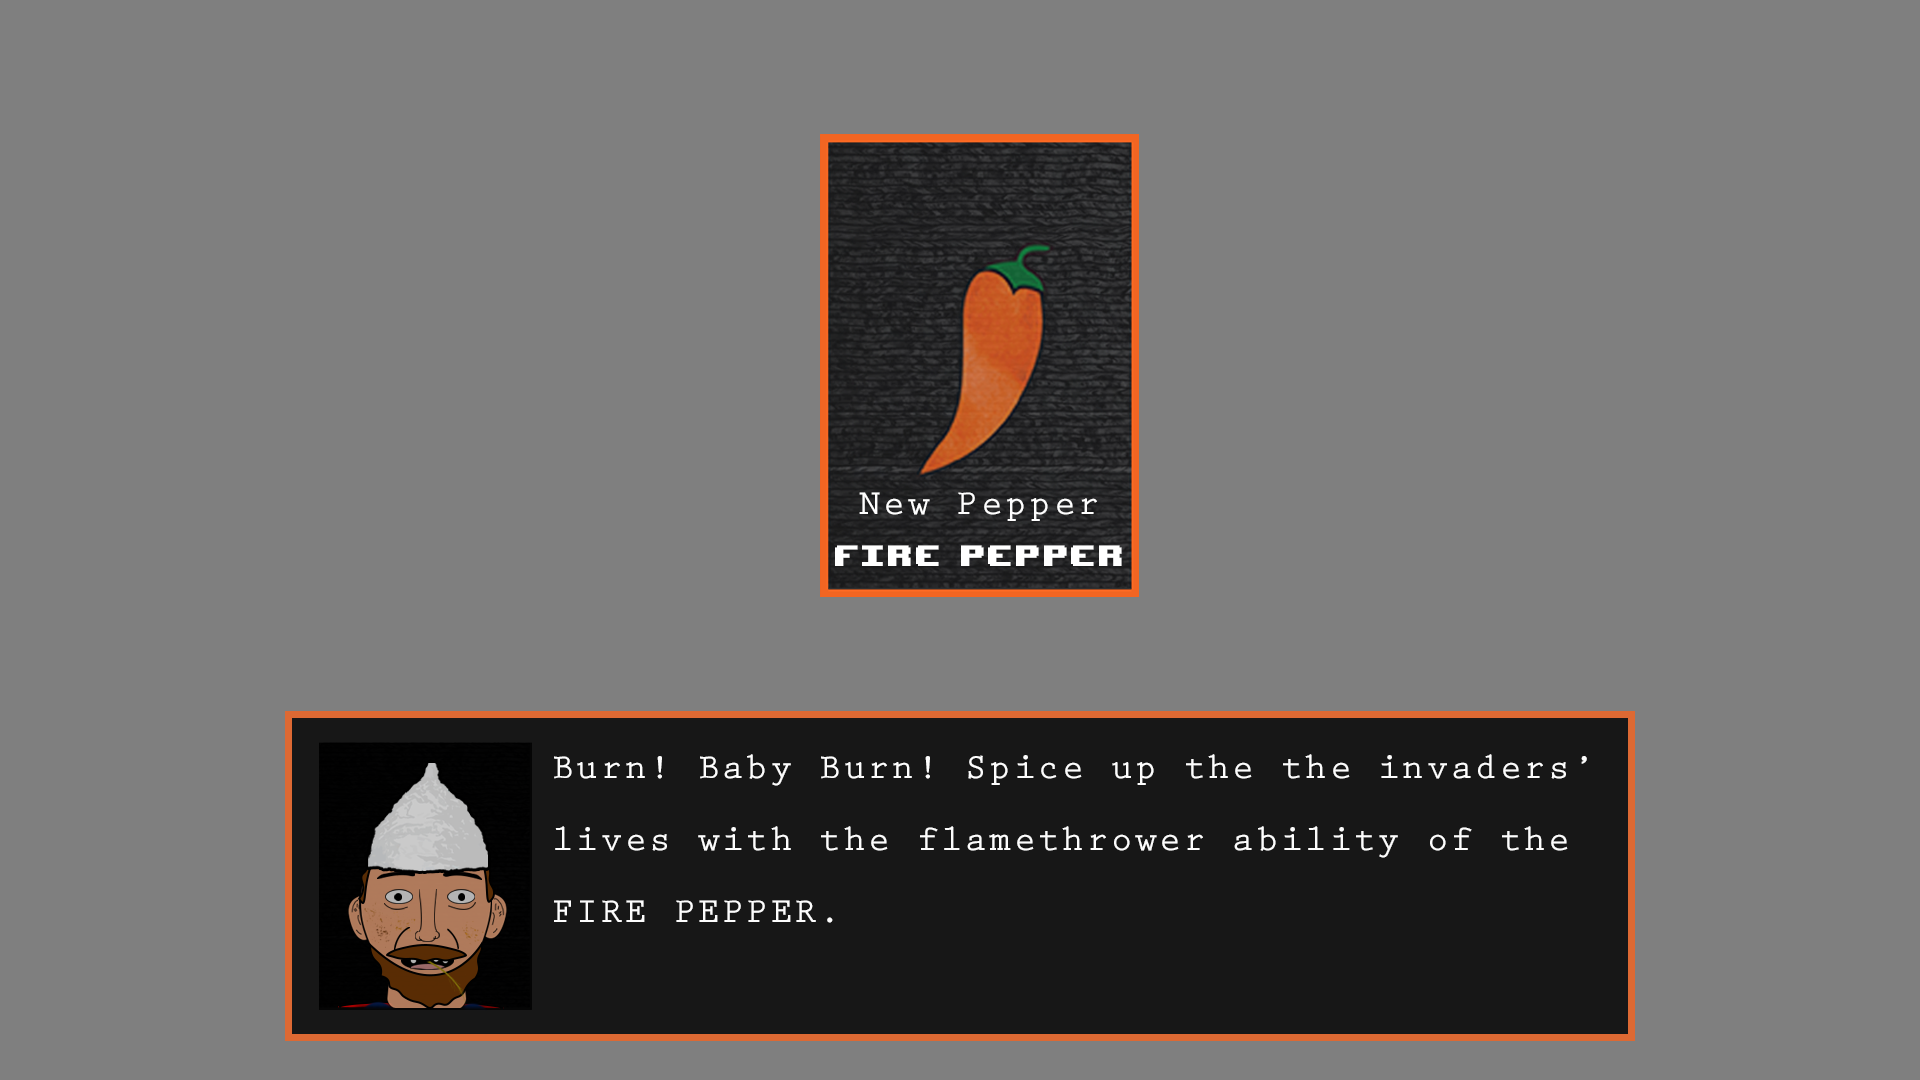 New Pepper
FIRE PEPPER
Burn! Baby Burn! Spice up the the invaders’
lives with the flamethrower ability of the
FIRE PEPPER.